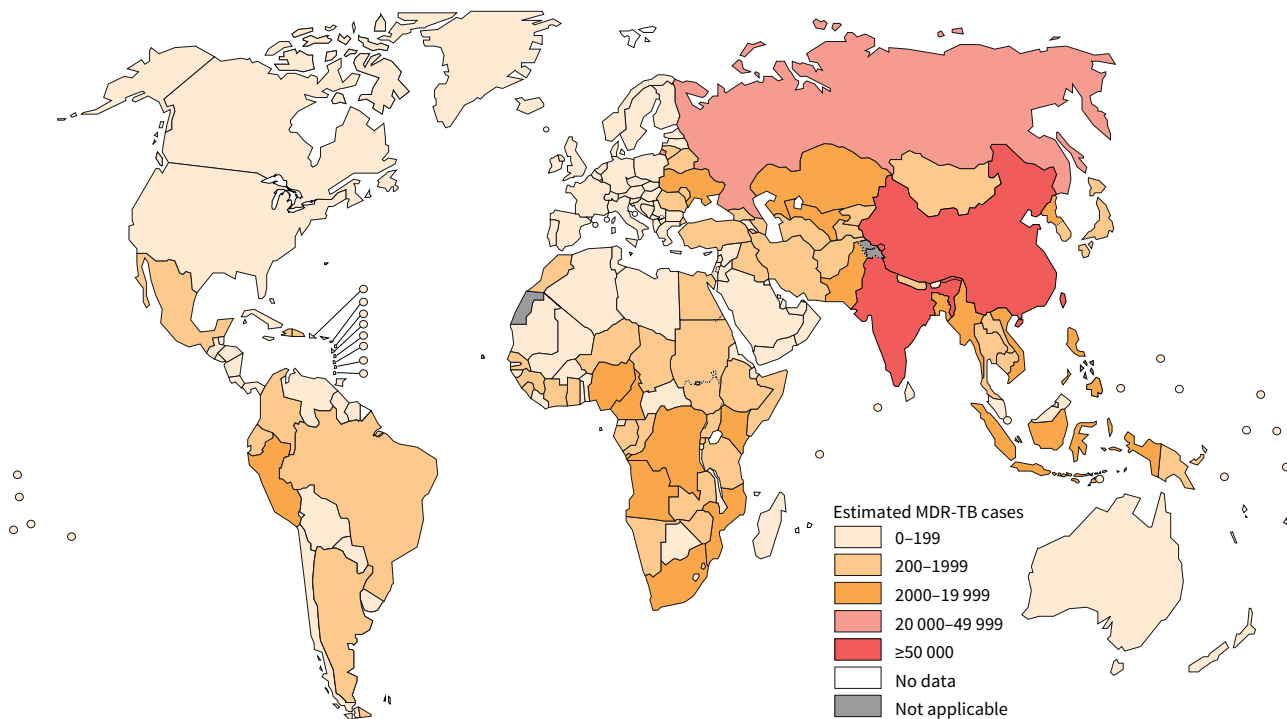 Estimated MDR-TB cases
0–199
200–1999
2000–19 999
20 000–49 999
≥50 000
No data
Not applicable